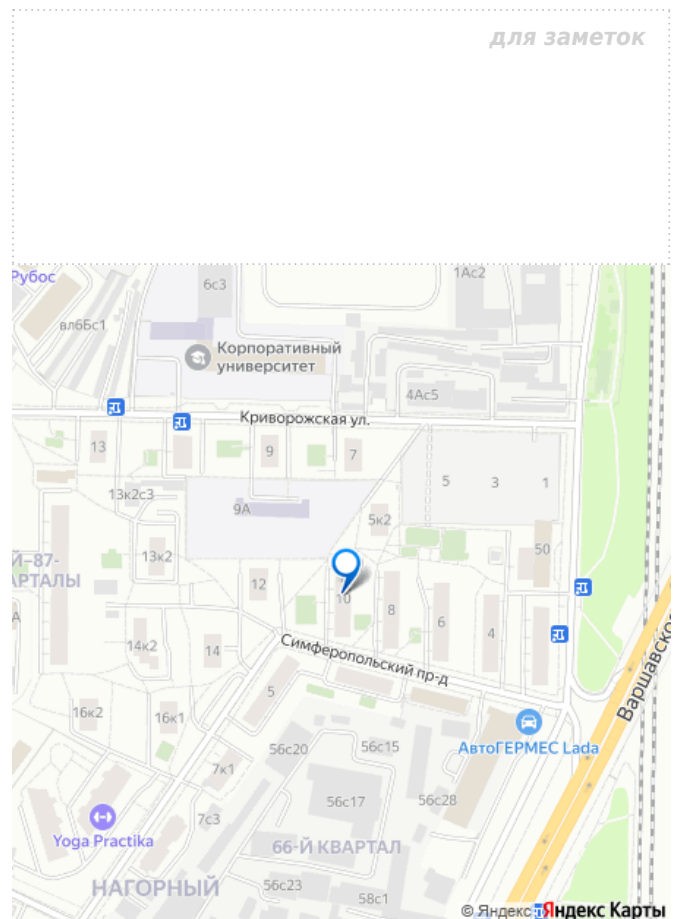 для заметок
Рубос
6с3
1Ас2
вл6Бс1
Корпоративный
университет
4Ас5
Криворожская ул.
13
9
7
13к2с3
9А
5
3
1
5к2
50
Й-87-
АРТАЛЫ
13к2
12
10
8
6
4
А
14к2
14
Симферопольский пр-д
5
Варшавско
16к2
16к1
56с20
56с15
АвтоГЕРМЕС Lada
7к1
56с17
56с28
7с3
Yoga Practika
66-Й КВАРТАЛ
НАГОРНЫЙ
56с23
58с1
© Яндекс
Яндекс Карты